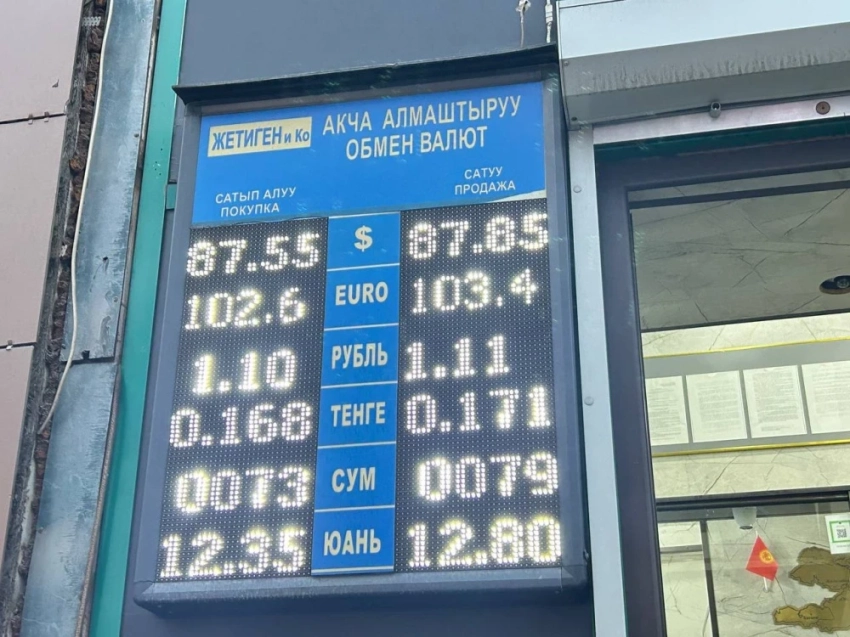 ЖЕТИГЕН и Ко
АКЧА АЛМАШТЫРУУ
ОБМЕН ВАЛЮТ
САТЫП АЛУУ
ПОКУПКА
САТУУ
ПРОДАЖА
87.55 $ 87.85
102.6 EURO 103.4
1.10 РУБЛЬ 1.11
0.168 ТЕНГЕ 0.171
0073 СУМ 0079
12.35 ЮАНЬ 12.80